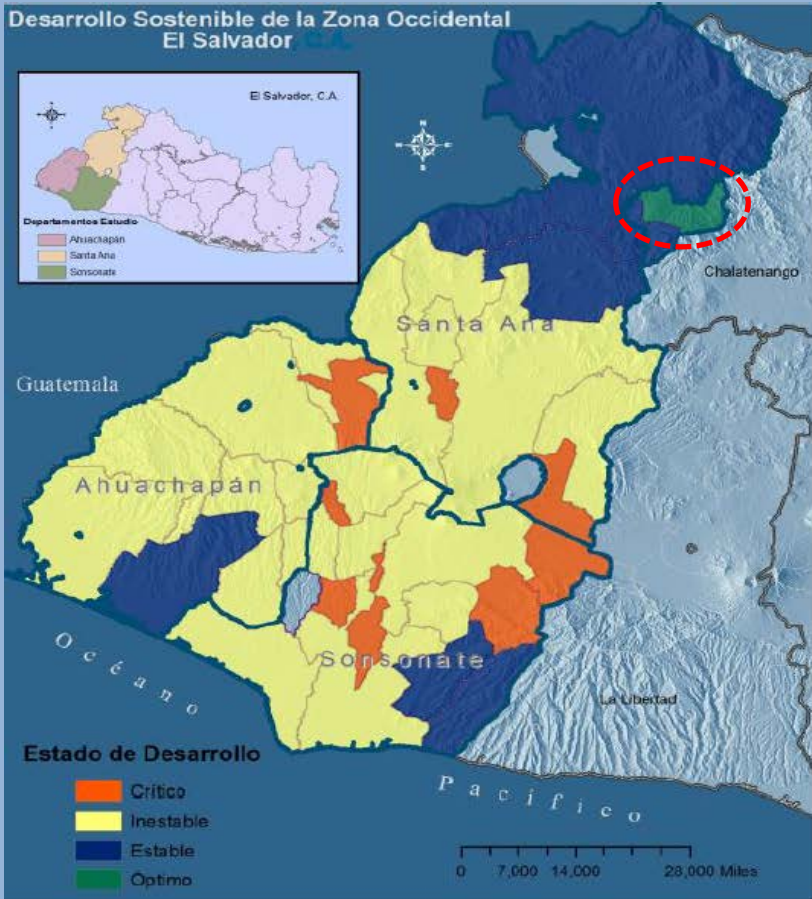 Desarrollo Sostenible de la Zona Occidental
El Salvador, C.A.
El Salvador, C.A.
N
Departamentos Estudio
Ahuachapán
Santa Ana
Sonsonate
Chalatenango
Santa Ana
Guatemala
Ahuachapán
Sonsonate
La Libertad
Océano
Pacífico
Estado de Desarrollo
Crítico
Inestable
Estable
Óptimo
0 7,000 14,000 28,000 Miles